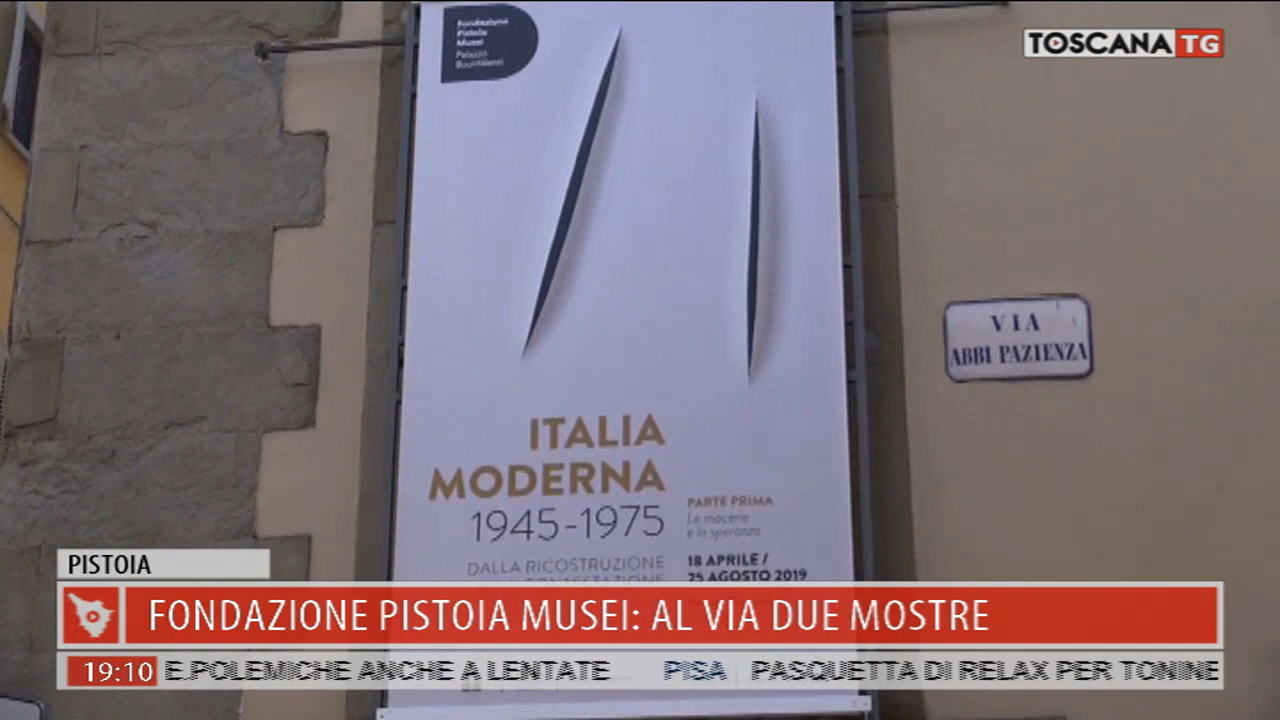 Fondazione
Pistoia
Musei
Palazzo
Buontalenti
TOSCANA TG
VIA
ABBI PAZIENZA
ITALIA
MODERNA
1945-1975
DALLA RICOSTRUZIONE
PARTE PRIMA
Le macerie
e la speranza
18 APRILE /
25 AGOSTO 2019
PISTOIA
FONDAZIONE PISTOIA MUSEI: AL VIA DUE MOSTRE
19:10 E POLEMICHE ANCHE A LENTATE PISA PASQUETTA DI RELAX PER TONINE